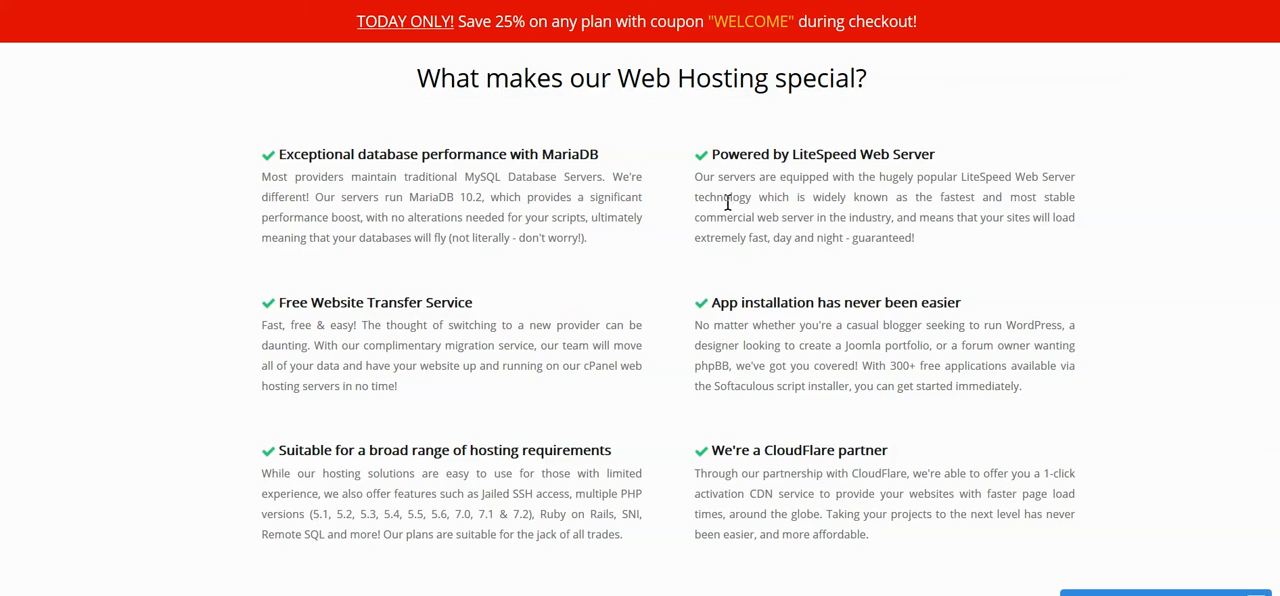 TODAY ONLY! Save 25% on any plan with coupon "WELCOME" during checkout!
What makes our Web Hosting special?
Exceptional database performance with MariaDB
Most providers maintain traditional MySQL Database Servers. We're
different! Our servers run MariaDB 10.2, which provides a significant
performance boost, with no alterations needed for your scripts, ultimately
meaning that your databases will fly (not literally - don't worry!).
Powered by LiteSpeed Web Server
Our servers are equipped with the hugely popular LiteSpeed Web Server
technology which is widely known as the fastest and most stable
commercial web server in the industry, and means that your sites will load
extremely fast, day and night - guaranteed!
Free Website Transfer Service
Fast, free & easy! The thought of switching to a new provider can be
daunting. With our complimentary migration service, our team will move
all of your data and have your website up and running on our cPanel web
hosting servers in no time!
App installation has never been easier
No matter whether you're a casual blogger seeking to run WordPress, a
designer looking to create a Joomla portfolio, or a forum owner wanting
phpBB, we've got you covered! With 300+ free applications available via
the Softaculous script installer, you can get started immediately.
Suitable for a broad range of hosting requirements
While our hosting solutions are easy to use for those with limited
experience, we also offer features such as Jailed SSH access, multiple PHP
versions (5.1, 5.2, 5.3, 5.4, 5.5, 5.6, 7.0, 7.1 & 7.2), Ruby on Rails, SNI,
Remote SQL and more! Our plans are suitable for the jack of all trades.
We're a CloudFlare partner
Through our partnership with CloudFlare, we're able to offer you a 1-click
activation CDN service to provide your websites with faster page load
times, around the globe. Taking your projects to the next level has never
been easier, and more affordable.